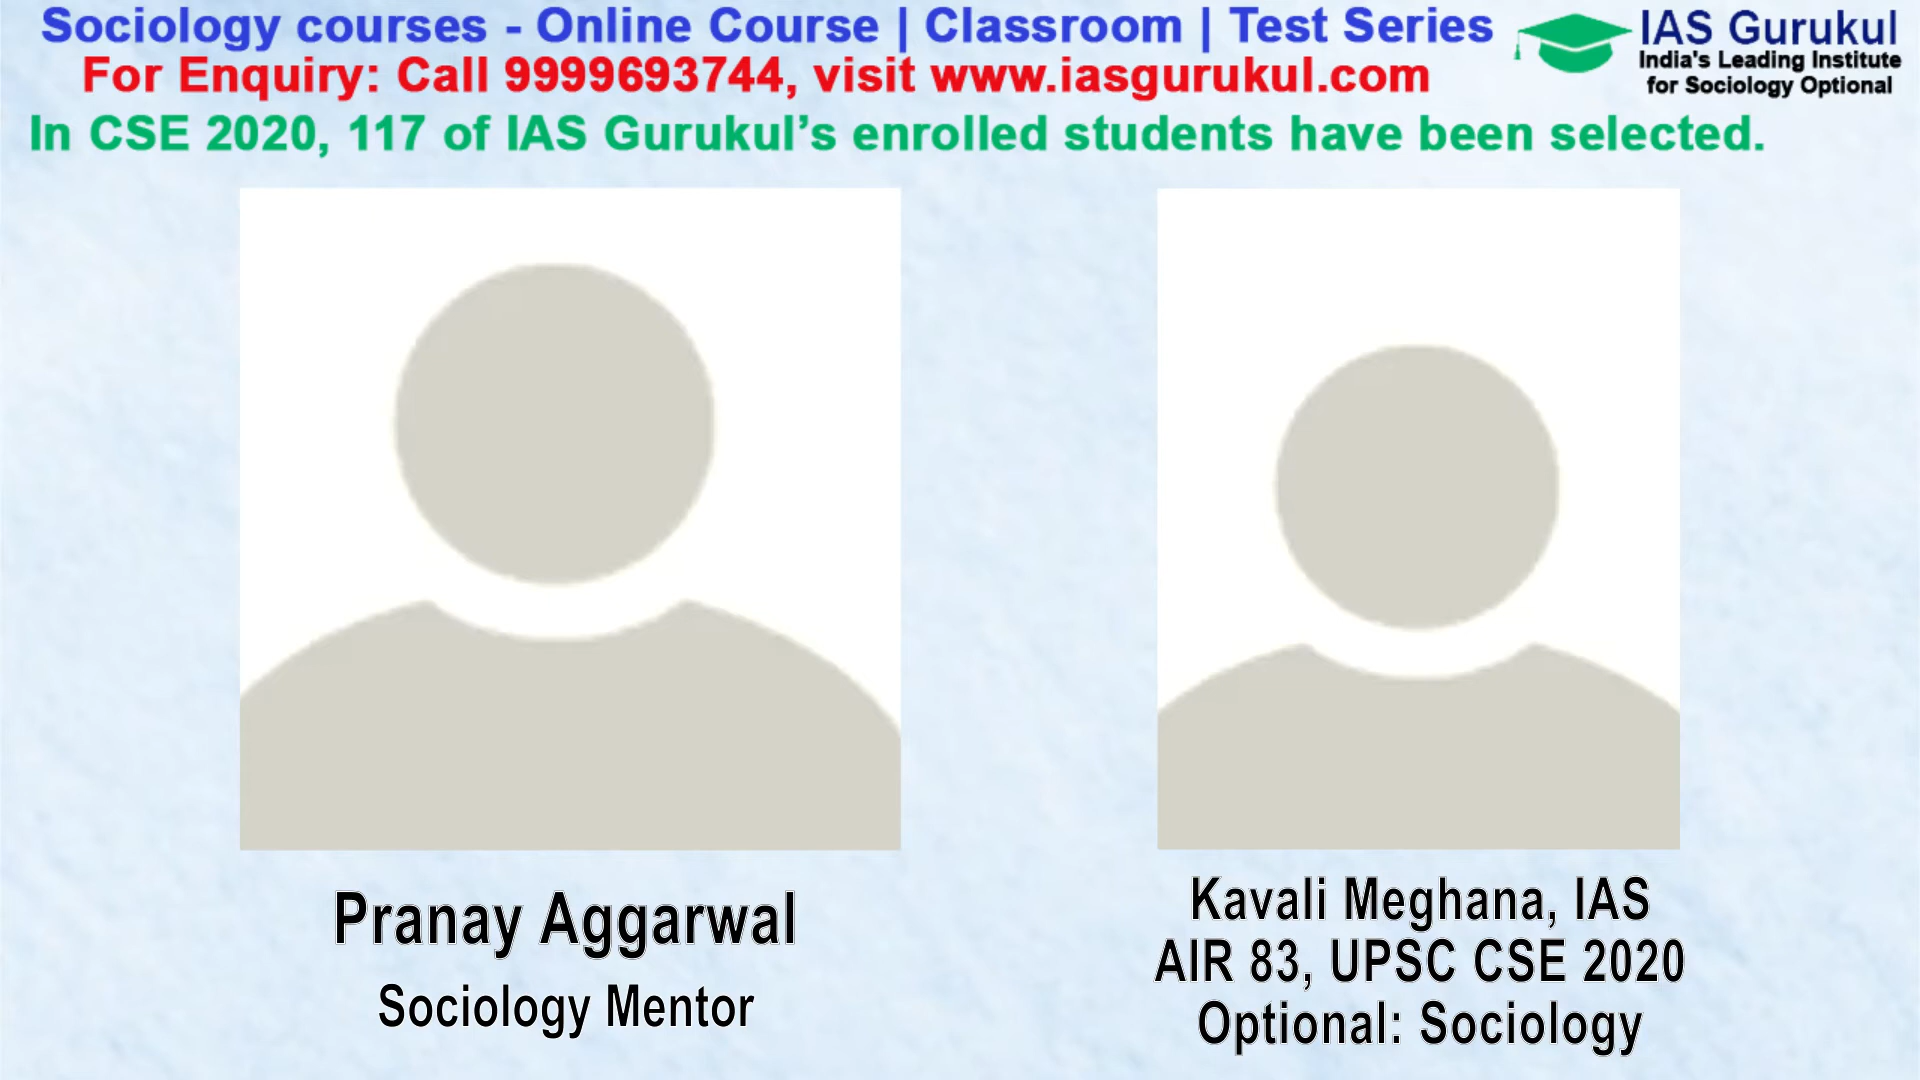 Sociology courses - Online Course | Classroom | Test Series
For Enquiry: Call 9999693744, visit www.iasgurukul.com
IAS Gurukul
India's Leading Institute
for Sociology Optional
In CSE 2020, 117 of IAS Gurukul’s enrolled students have been selected.
Pranay Aggarwal
Sociology Mentor
Kavali Meghana, IAS
AIR 83, UPSC CSE 2020
Optional: Sociology